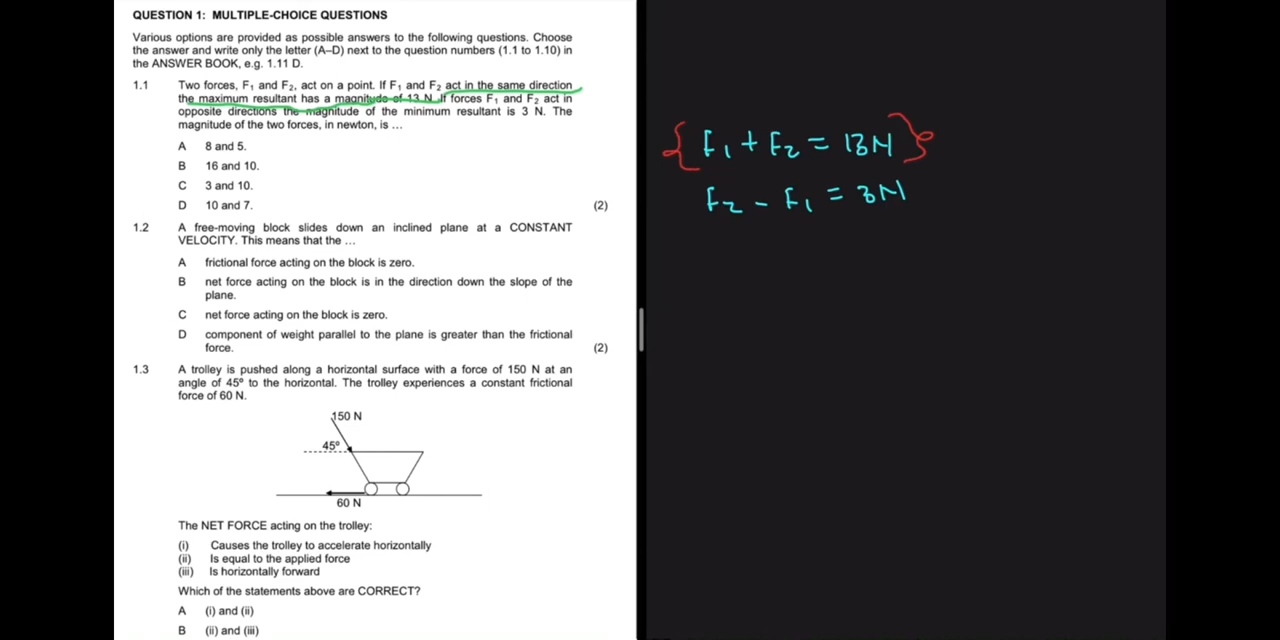 QUESTION 1: MULTIPLE-CHOICE QUESTIONS
Various options are provided as possible answers to the following questions. Choose
the answer and write only the letter (A–D) next to the question numbers (1.1 to 1.10) in
the ANSWER BOOK, e.g. 1.11 D.
1.1 Two forces, F₁ and F₂, act on a point. If F₁ and F₂ act in the same direction
the maximum resultant has a magnitude of 13 N. If forces F₁ and F₂ act in
opposite directions the magnitude of the minimum resultant is 3 N. The
magnitude of the two forces, in newton, is ...
A 8 and 5.
B 16 and 10.
C 3 and 10.
D 10 and 7. (2)
1.2 A free-moving block slides down an inclined plane at a CONSTANT
VELOCITY. This means that the ...
A frictional force acting on the block is zero.
B net force acting on the block is in the direction down the slope of the
plane.
C net force acting on the block is zero.
D component of weight parallel to the plane is greater than the frictional
force. (2)
1.3 A trolley is pushed along a horizontal surface with a force of 150 N at an
angle of 45º to the horizontal. The trolley experiences a constant frictional
force of 60 N.
150 N
45º
60 N
The NET FORCE acting on the trolley:
(i) Causes the trolley to accelerate horizontally
(ii) Is equal to the applied force
(iii) Is horizontally forward
Which of the statements above are CORRECT?
A (i) and (ii)
B (ii) and (iii)
{F₁ + F₂ = 13N}
F₂ - F₁ = 3N